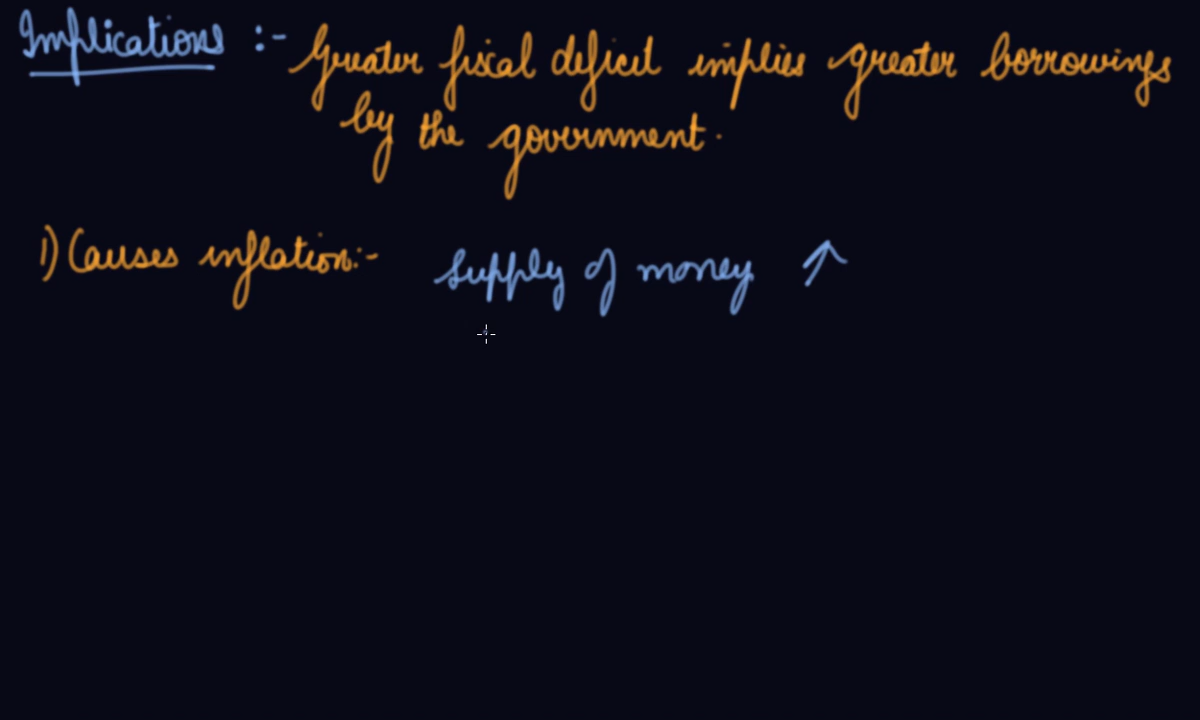 Implications :- Greater fiscal deficit implies greater borrowings
by the government.
1) Causes inflation:- Supply of money ↑